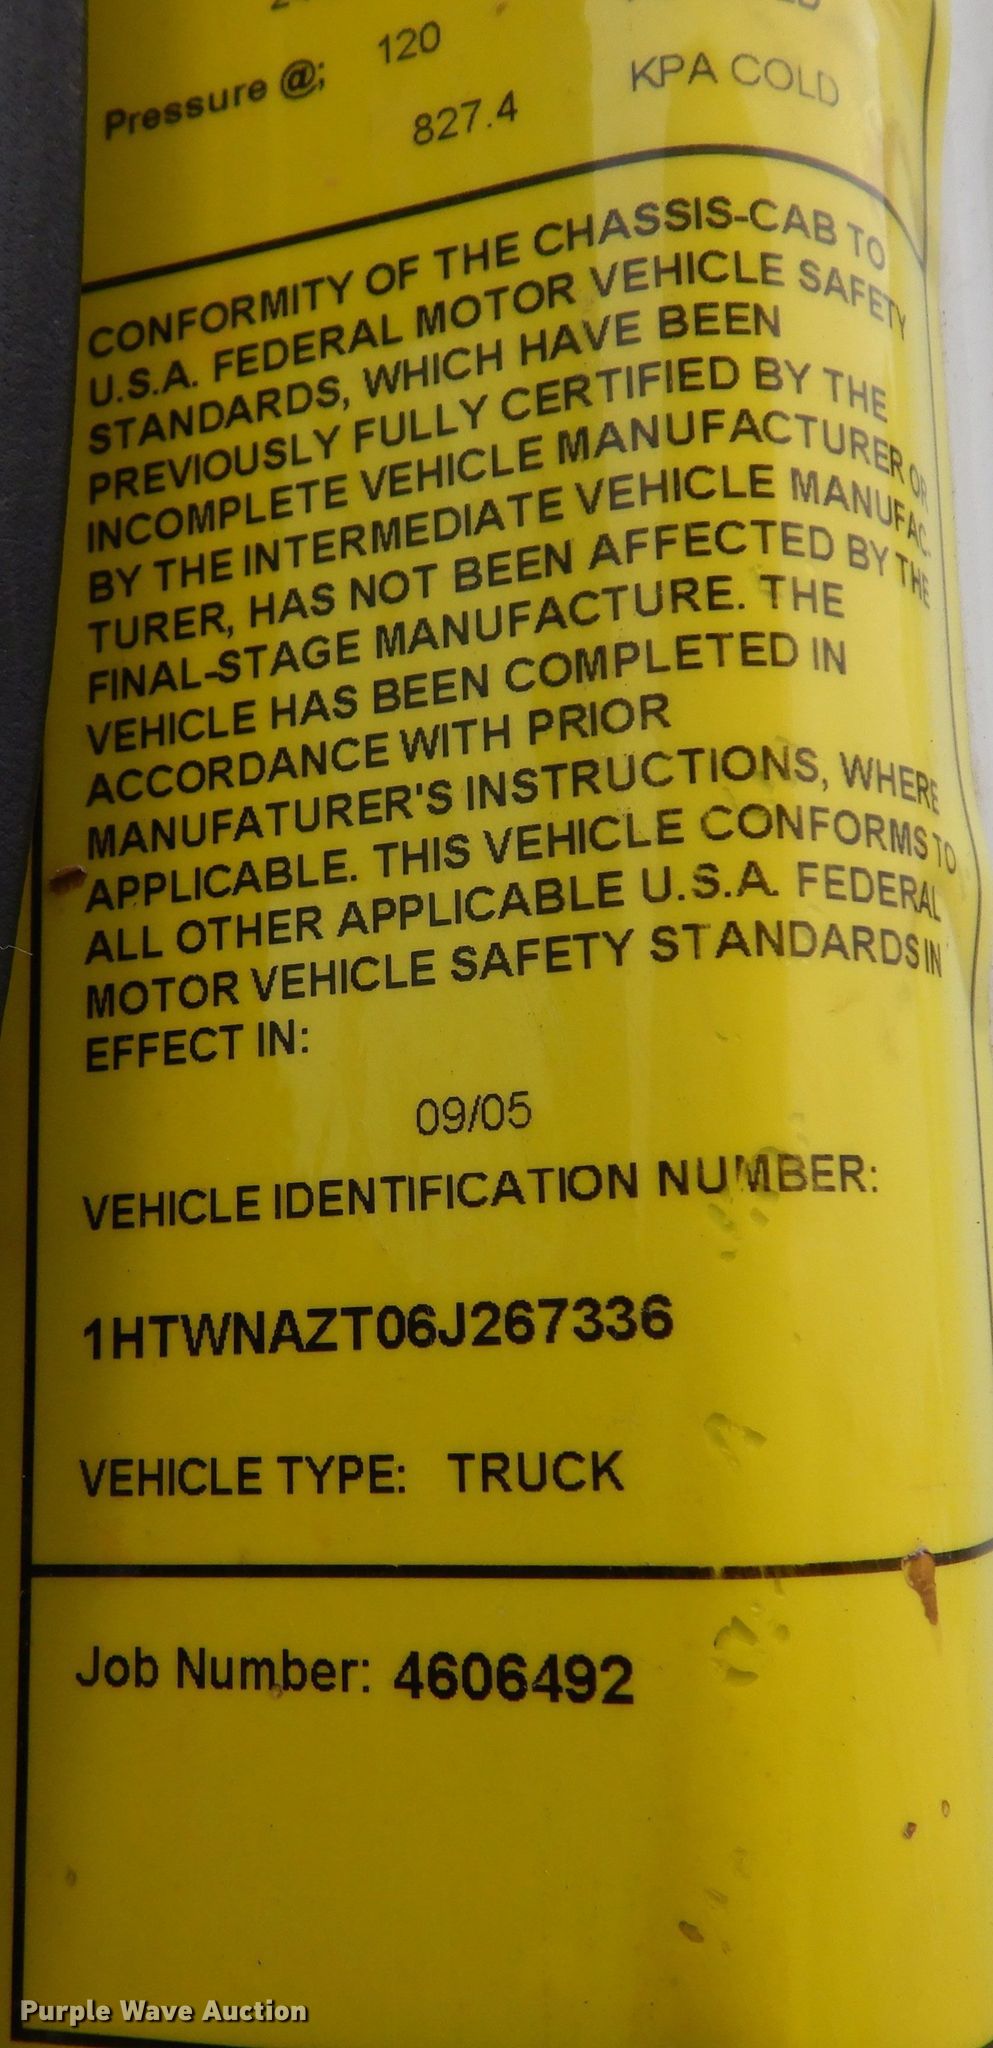 Pressure @; 120
827.4 KPA COLD
CONFORMITY OF THE CHASSIS-CAB TO
U.S.A. FEDERAL MOTOR VEHICLE SAFETY
STANDARDS, WHICH HAVE BEEN
PREVIOUSLY FULLY CERTIFIED BY THE
INCOMPLETE VEHICLE MANUFACTURER OR
BY THE INTERMEDIATE VEHICLE MANUFAC-
TURER, HAS NOT BEEN AFFECTED BY THE
FINAL-STAGE MANUFACTURE. THE
VEHICLE HAS BEEN COMPLETED IN
ACCORDANCE WITH PRIOR
MANUFATURER'S INSTRUCTIONS, WHERE
APPLICABLE. THIS VEHICLE CONFORMS TO
ALL OTHER APPLICABLE U.S.A. FEDERAL
MOTOR VEHICLE SAFETY STANDARDS IN
EFFECT IN:
09/05
VEHICLE IDENTIFICATION NUMBER:
1HTWNAZT06J267336
VEHICLE TYPE: TRUCK
Job Number: 4606492
Purple Wave Auction